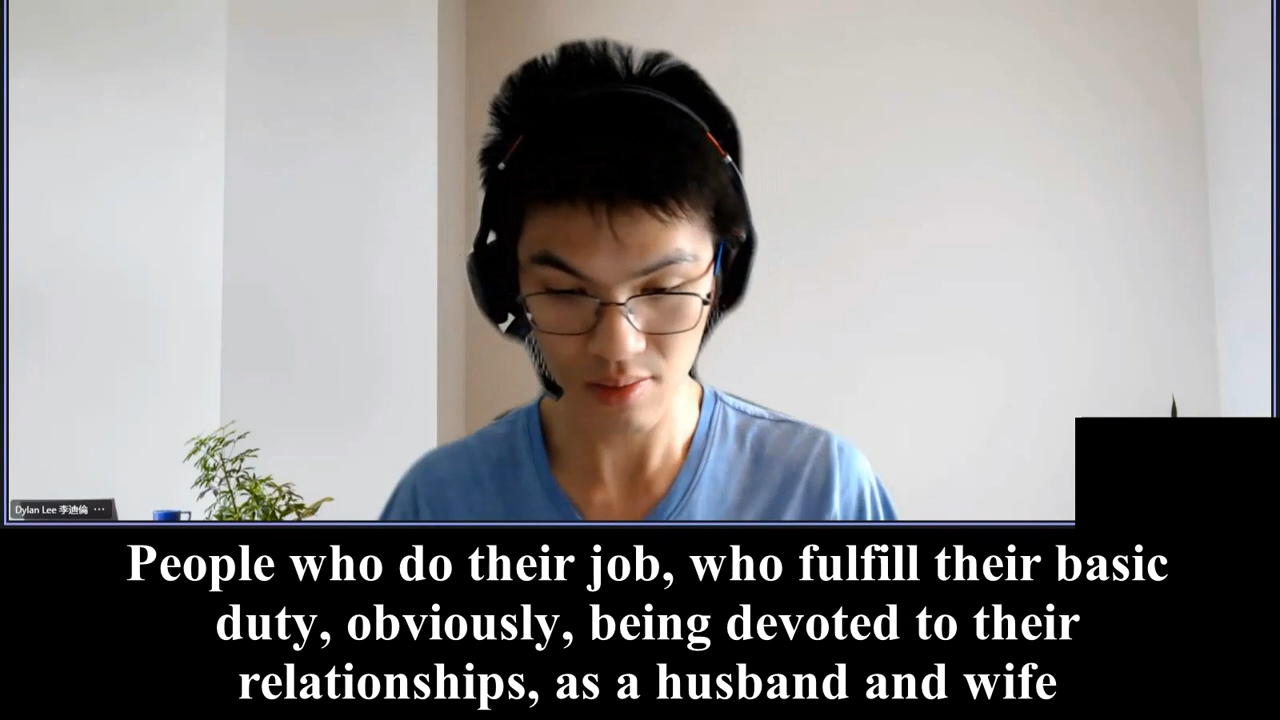 Dylan Lee 李迪倫 ···
People who do their job, who fulfill their basic
duty, obviously, being devoted to their
relationships, as a husband and wife